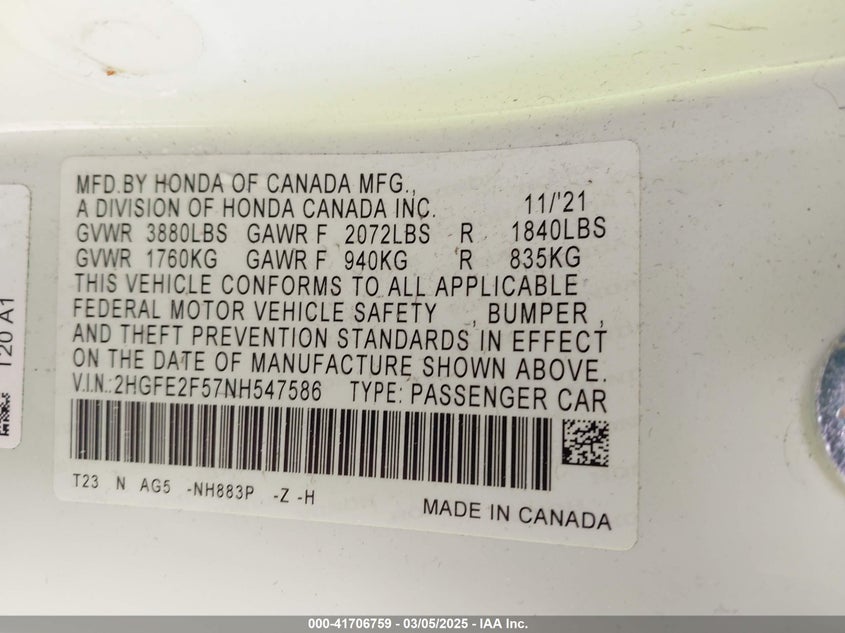 MFD.BY HONDA OF CANADA MFG.,
A DIVISION OF HONDA CANADA INC. 11/'21
GVWR 3880LBS GAWR F 2072LBS R 1840LBS
GVWR 1760KG GAWR F 940KG R 835KG
THIS VEHICLE CONFORMS TO ALL APPLICABLE
FEDERAL MOTOR VEHICLE SAFETY , BUMPER ,
AND THEFT PREVENTION STANDARDS IN EFFECT
ON THE DATE OF MANUFACTURE SHOWN ABOVE.
V.I.N.:2HGFE2F57NH547586 TYPE: PASSENGER CAR
T23 N AG5 -NH883P -Z -H
MADE IN CANADA
T20 A1
000-41706759 - 03/05/2025 - IAA Inc.